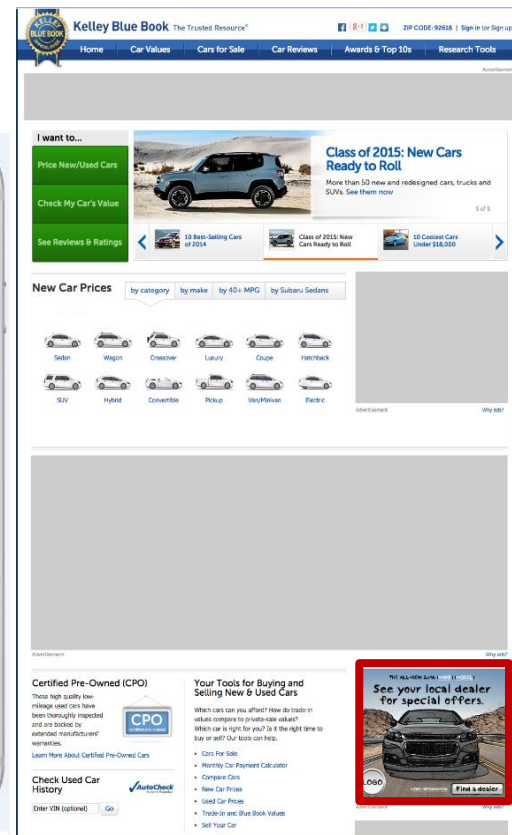 KELLEY
BLUE BOOK
Kelley Blue Book The Trusted Resource®
ZIP CODE: 92618 | Sign in (or Sign up
Home Car Values Cars for Sale Car Reviews Awards & Top 10s Research Tools
Advertisement
I want to...
Price New/Used Cars
Check My Car's Value
See Reviews & Ratings
Class of 2015: New Cars
Ready to Roll
More than 50 new and redesigned cars, trucks and
SUVs. See them now
5 of 6
10 Best-Selling Cars
of 2014
Class of 2015: New
Cars Ready to Roll
10 Coolest Cars
Under $18,000
New Car Prices
by category by make by 40+ MPG by Subaru Sedans
Sedan Wagon Crossover Luxury Coupe Hatchback
SUV Hybrid Convertible Pickup Van/Minivan Electric
Advertisement Why ads?
Advertisement Why ads?
Certified Pre-Owned (CPO)
These high quality low-
mileage used cars have
been thoroughly inspected
and are backed by
extended manufacturers'
warranties.
Learn More About Certified Pre-Owned Cars
CPO
Check Used Car
History
AutoCheck
Enter VIN (optional) Go
Your Tools for Buying and
Selling New & Used Cars
Which cars can you afford? How do trade-in
values compare to private-sale values?
Which car is right for you? Is it the right time to
buy or sell? Our tools can help.
• Cars For Sale
• Monthly Car Payment Calculator
• Compare Cars
• New Car Prices
• Used Car Prices
• Trade-In and Blue Book Values
• Sell Your Car
THE ALL-NEW 2016 [MAKE] [MODEL]
See your local dealer
for special offers.
LOGO
MORE INFORMATION
Find a dealer
Advertisement Why ads?